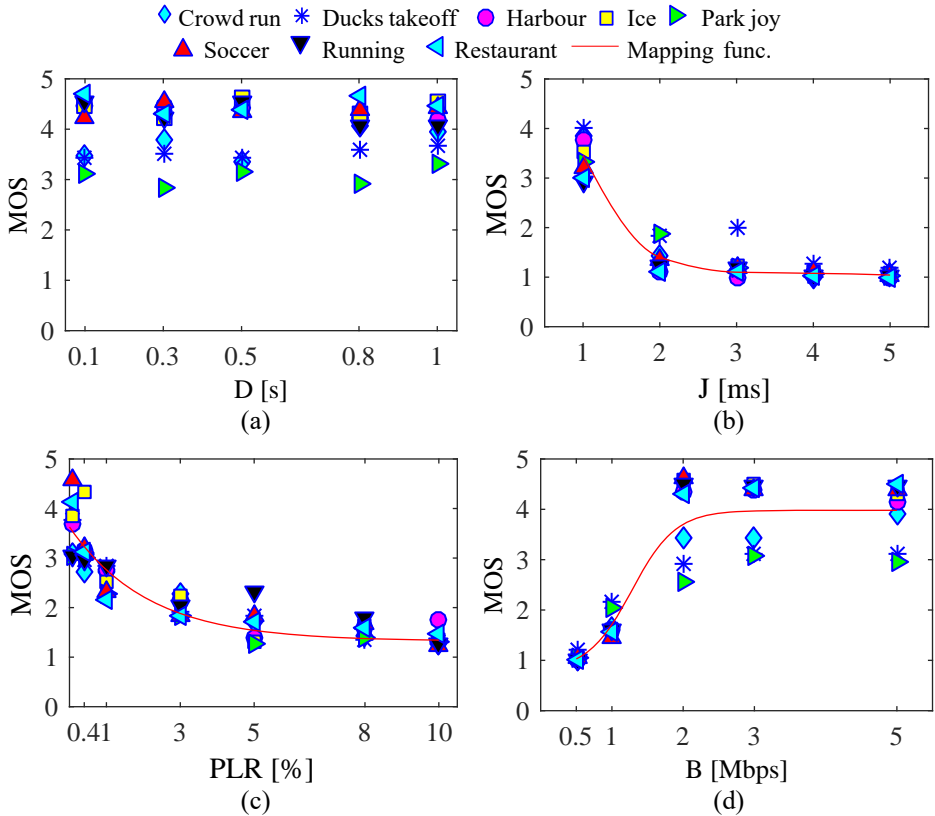 Crowd run Ducks takeoff Harbour Ice Park joy
Soccer Running Restaurant Mapping func.
5
4
3
2
1
0
MOS
0.1 0.3 0.5 0.8 1
D [s]
(a)
5
4
3
2
1
0
MOS
1 2 3 4 5
J [ms]
(b)
5
4
3
2
1
0
MOS
0.41 3 5 8 10
PLR [%]
(c)
5
4
3
2
1
0
MOS
0.5 1 2 3 5
B [Mbps]
(d)